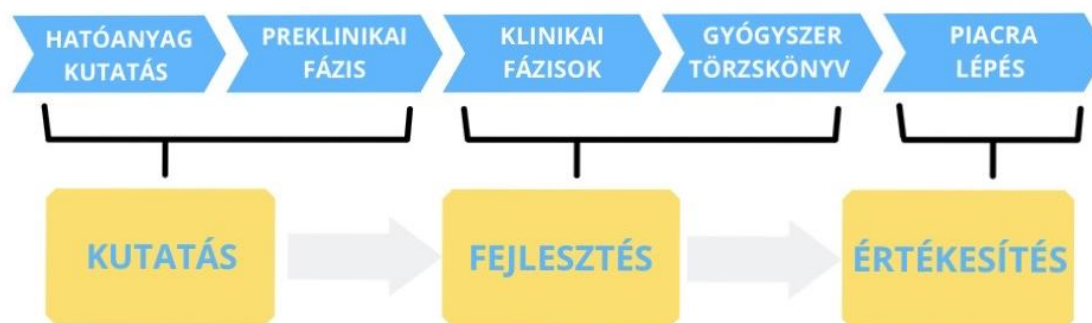 HATÓANYAG
KUTATÁS
PREKLINIKAI
FÁZIS
KLINIKAI
FÁZISOK
GYÓGYSZER
TÖRZSKÖNYV
PIACRA
LÉPÉS
KUTATÁS
FEJLESZTÉS
ÉRTÉKESÍTÉS